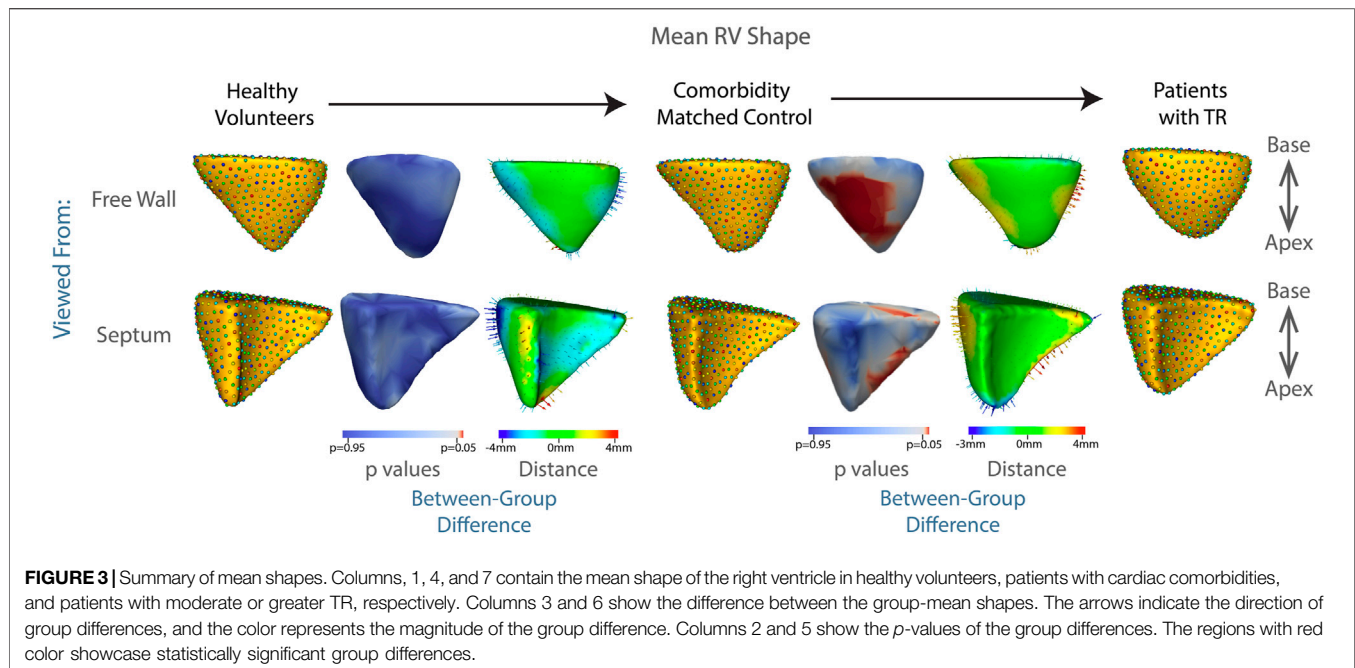 Mean RV Shape
Healthy
Volunteers
Comorbidity
Matched Control
Patients
with TR
Viewed From:
Free Wall
Base
Apex
Septum
Base
Apex
p=0.95 p=0.05
p values
-4mm 0mm 4mm
Distance
Between-Group
Difference
p=0.95 p=0.05
p values
-3mm 0mm 4mm
Distance
Between-Group
Difference
FIGURE 3 | Summary of mean shapes. Columns, 1, 4, and 7 contain the mean shape of the right ventricle in healthy volunteers, patients with cardiac comorbidities,
and patients with moderate or greater TR, respectively. Columns 3 and 6 show the difference between the group-mean shapes. The arrows indicate the direction of
group differences, and the color represents the magnitude of the group difference. Columns 2 and 5 show the p-values of the group differences. The regions with red
color showcase statistically significant group differences.